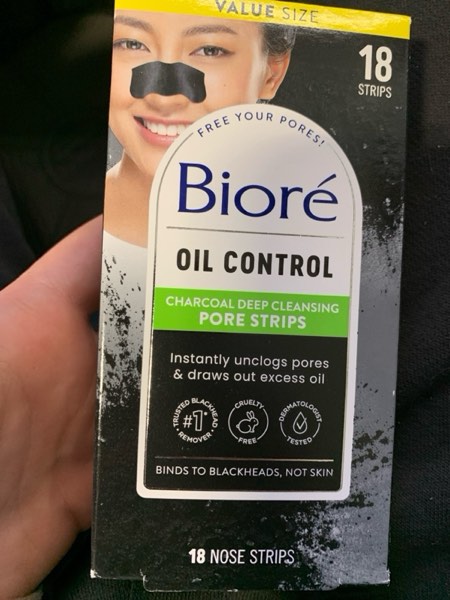 VALUE SIZE
18
STRIPS
FREE YOUR PORES!
Bioré
OIL CONTROL
CHARCOAL DEEP CLEANSING
PORE STRIPS
Instantly unclogs pores
& draws out excess oil
TRUSTED BLACKHEAD
#1*
REMOVER
CRUELTY
FREE
DERMATOLOGIST
TESTED
BINDS TO BLACKHEADS, NOT SKIN
18 NOSE STRIPS